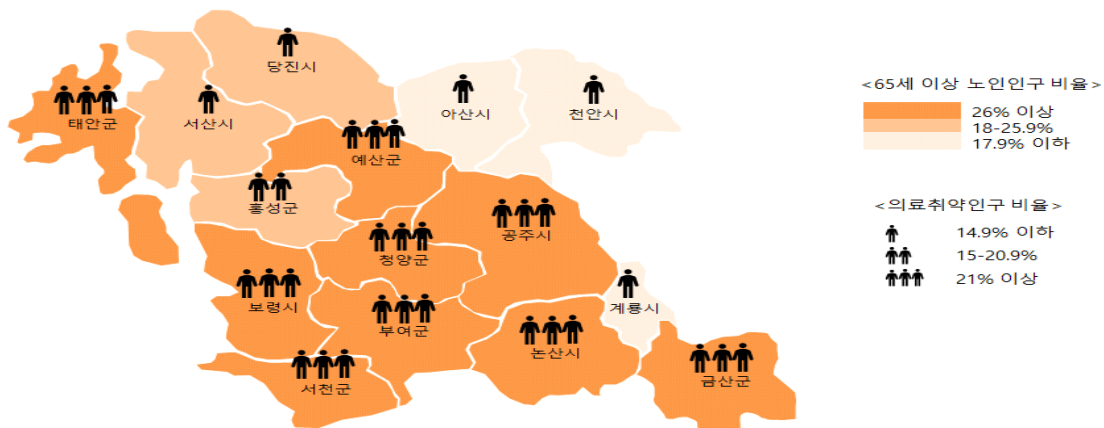 당진시
태안군
서산시
아산시
천안시
예산군
홍성군
공주시
청양군
보령시
부여군
계룡시
논산시
서천군
금산군
<65세 이상 노인인구 비율>
26% 이상
18-25.9%
17.9% 이하
<의료취약인구 비율>
14.9% 이하
15-20.9%
21% 이상